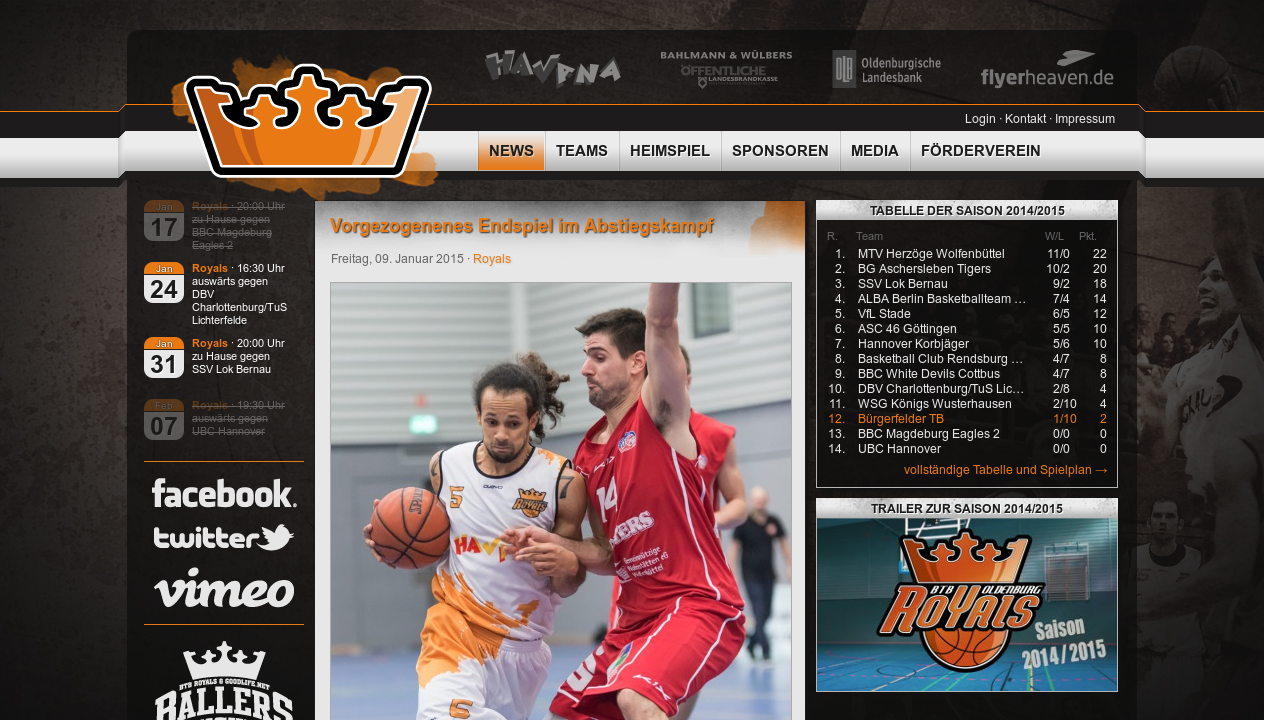 HAVENA
BAHLMANN & WÜLBERS
ÖFFENTLICHE
LANDESBRANDKASSE
Oldenburgische
Landesbank
flyerheaven.de
Login · Kontakt · Impressum
NEWS
TEAMS
HEIMSPIEL
SPONSOREN
MEDIA
FÖRDERVEREIN
Jan
17
Royals · 20:00 Uhr
zu Hause gegen
BBC Magdeburg
Eagles 2
Jan
24
Royals · 16:30 Uhr
auswärts gegen
DBV
Charlottenburg/TuS
Lichterfelde
Jan
31
Royals · 20:00 Uhr
zu Hause gegen
SSV Lok Bernau
Feb
07
Royals · 19:30 Uhr
auswärts gegen
UBC Hannover
facebook.
twitter
vimeo
BTB ROYALS & GOODLIFE.NET
BALLERS
Vorgezogenenes Endspiel im Abstiegskampf
Freitag, 09. Januar 2015 · Royals
5
ROYALS
7
14
5
TABELLE DER SAISON 2014/2015
R. Team W/L Pkt.
1. MTV Herzöge Wolfenbüttel 11/0 22
2. BG Aschersleben Tigers 10/2 20
3. SSV Lok Bernau 9/2 18
4. ALBA Berlin Basketballteam ... 7/4 14
5. VfL Stade 6/5 12
6. ASC 46 Göttingen 5/5 10
7. Hannover Korbjäger 5/6 10
8. Basketball Club Rendsburg ... 4/7 8
9. BBC White Devils Cottbus 4/7 8
10. DBV Charlottenburg/TuS Lic... 2/8 4
11. WSG Königs Wusterhausen 2/10 4
12. Bürgerfelder TB 1/10 2
13. BBC Magdeburg Eagles 2 0/0 0
14. UBC Hannover 0/0 0
vollständige Tabelle und Spielplan →
TRAILER ZUR SAISON 2014/2015
BTB OLDENBURG
ROYALS
Saison
2014/2015